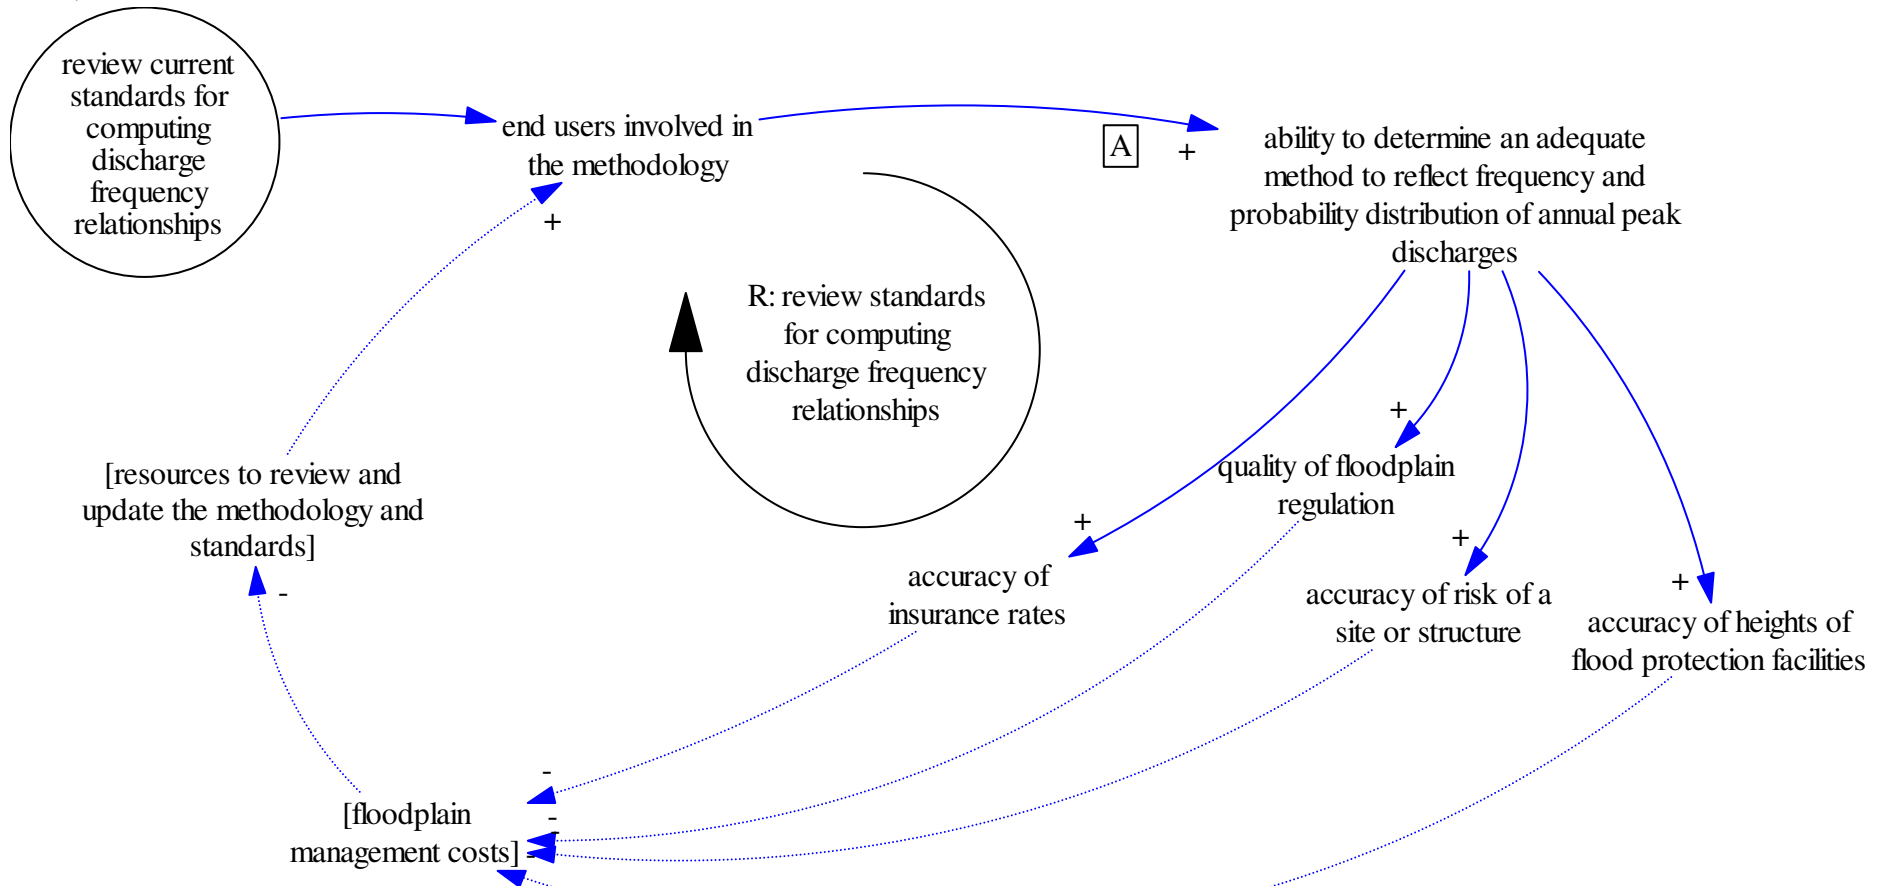 review current
standards for
computing
discharge
frequency
relationships
end users involved in
the methodology
+
A
+
ability to determine an adequate
method to reflect frequency and
probability distribution of annual peak
discharges
R: review standards
for computing
discharge frequency
relationships
[resources to review and
update the methodology and
standards]
-
+
quality of floodplain
regulation
+
accuracy of
insurance rates
+
accuracy of risk of a
site or structure
+
accuracy of heights of
flood protection facilities
-
-
-
-
[floodplain
management costs]